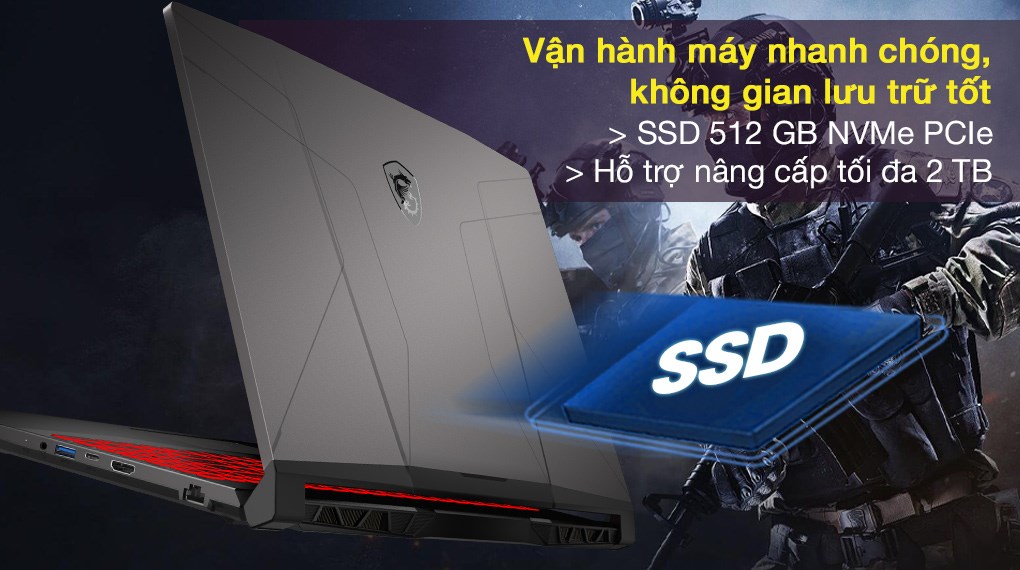 Vận hành máy nhanh chóng,
không gian lưu trữ tốt
> SSD 512 GB NVMe PCIe
> Hỗ trợ nâng cấp tối đa 2 TB
SSD